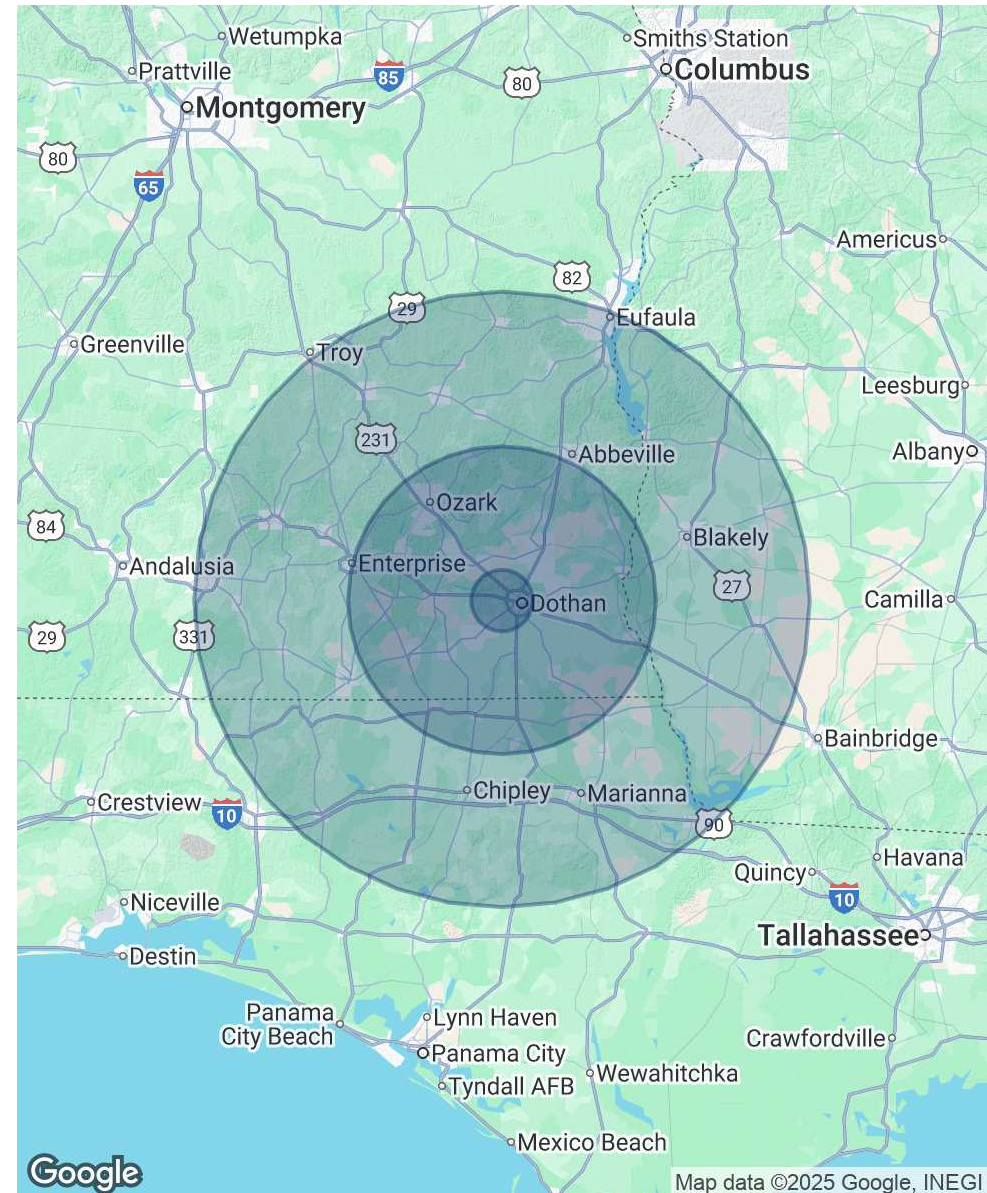 Wetumpka
Smiths Station
Prattville
85
80
Columbus
Montgomery
80
65
Americus
82
29
Eufaula
Greenville
Troy
Leesburg
231
Abbeville
Albany
Ozark
84
Blakely
Enterprise
Andalusia
27
Dothan
Camilla
29
331
Bainbridge
Chipley
Marianna
Crestview
10
90
Havana
Quincy
10
Niceville
Tallahassee
Destin
Panama
City Beach
Lynn Haven
Crawfordville
Panama City
Wewahitchka
Tyndall AFB
Mexico Beach
Google
Map data ©2025 Google, INEGI